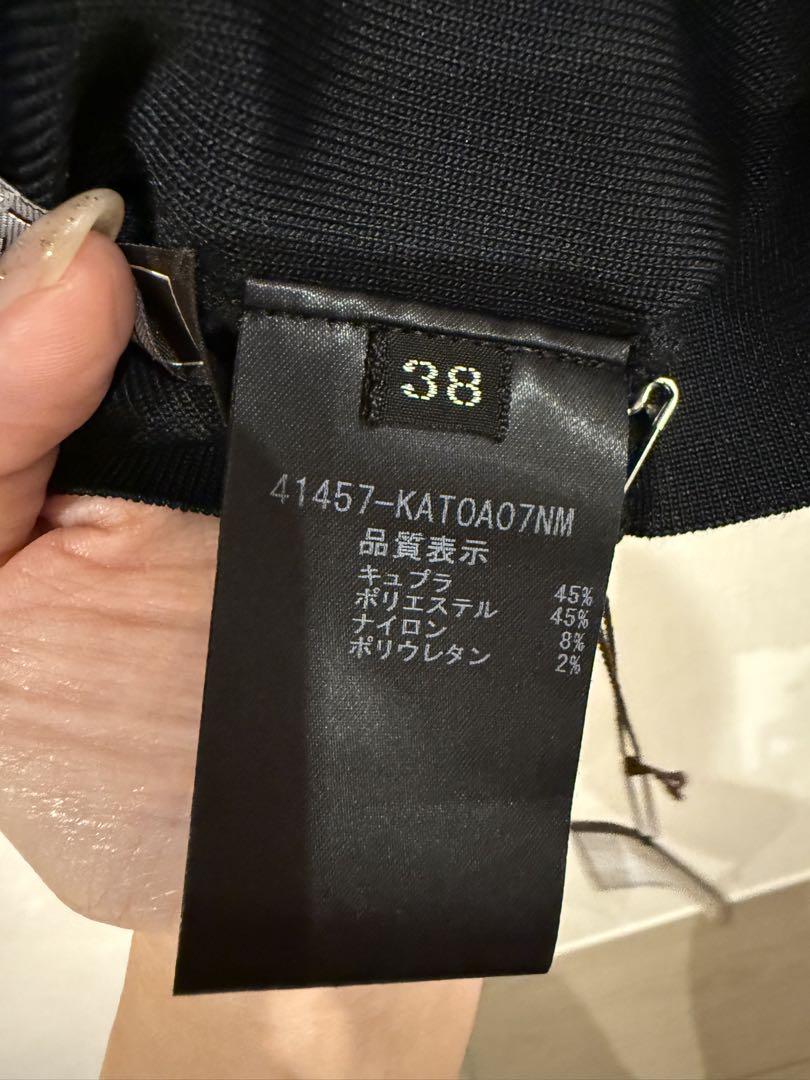 38
41457-KAT0A07NM
品質表示
キュプラ 45%
ポリエステル 45%
ナイロン 8%
ポリウレタン 2%